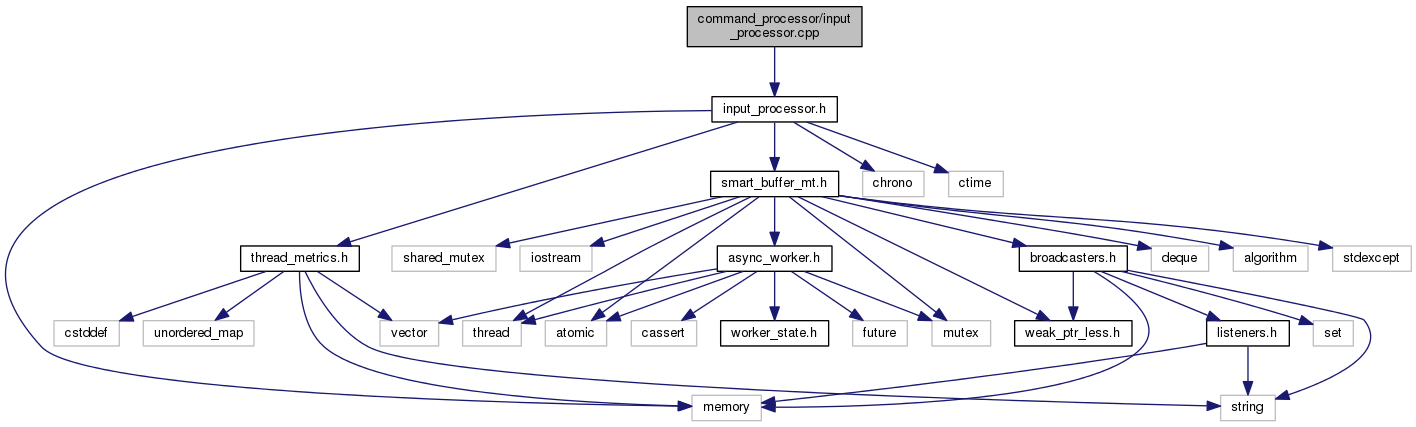 command_processor/input
_processor.cpp
input_processor.h
smart_buffer_mt.h
chrono
ctime
thread_metrics.h
shared_mutex
iostream
async_worker.h
broadcasters.h
deque
algorithm
stdexcept
cstddef
unordered_map
vector
thread
atomic
cassert
worker_state.h
future
mutex
weak_ptr_less.h
listeners.h
set
memory
string